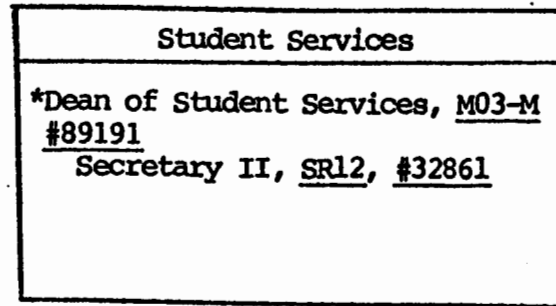 Student Services
*Dean of Student Services, M03-M
#89191
Secretary II, SR12, #32861